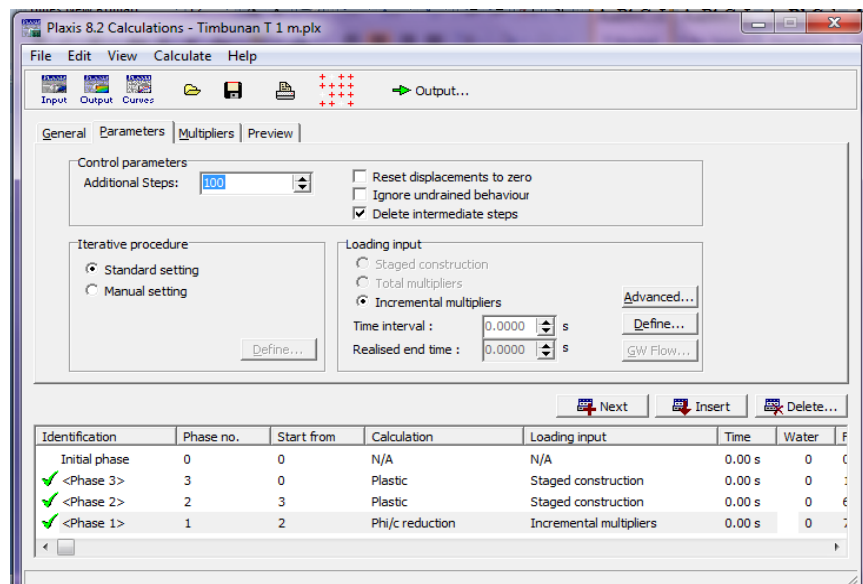 Plaxis 8.2 Calculations - Timbunan T 1 m.plx
File Edit View Calculate Help
Input Output Curves Output...
General Parameters Multipliers Preview
Control parameters
Additional Steps: 100
Reset displacements to zero
Ignore undrained behaviour
Delete intermediate steps
Iterative procedure
Standard setting
Manual setting
Define...
Loading input
Staged construction
Total multipliers
Incremental multipliers
Advanced...
Time interval : 0.0000 s
Define...
Realised end time : 0.0000 s
GW Flow...
Next Insert Delete...
Identification Phase no. Start from Calculation Loading input Time Water F
Initial phase 0 0 N/A N/A 0.00 s 0
<Phase 3> 3 0 Plastic Staged construction 0.00 s 0
<Phase 2> 2 3 Plastic Staged construction 0.00 s 0
<Phase 1> 1 2 Phi/c reduction Incremental multipliers 0.00 s 0